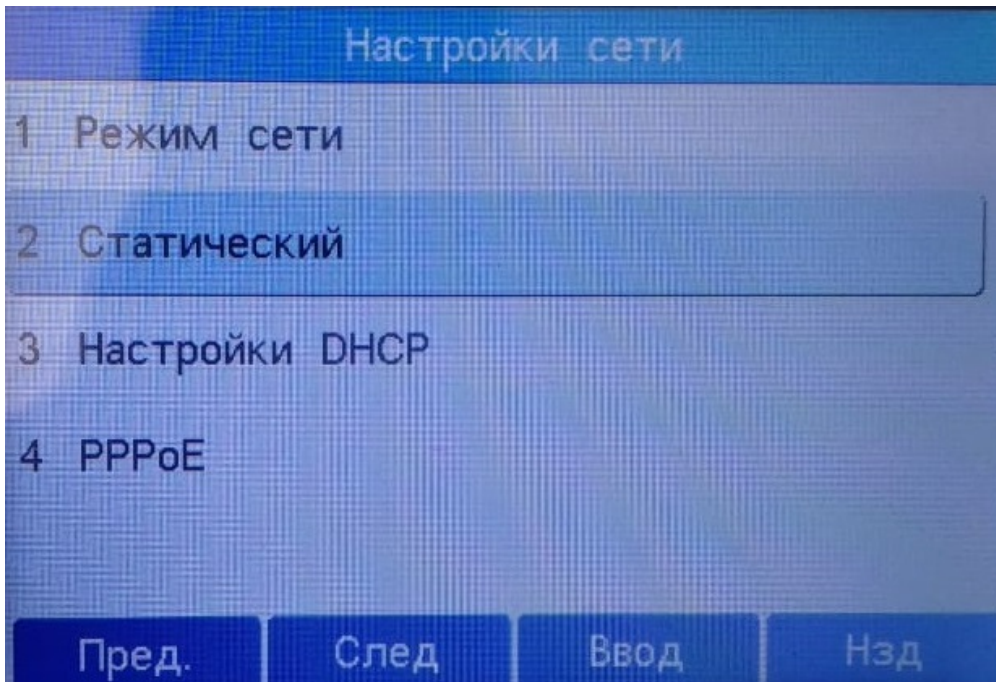 Настройки сети
1 Режим сети
2 Статический
3 Настройки DHCP
4 PPPoE
Пред. След Ввод Нзд